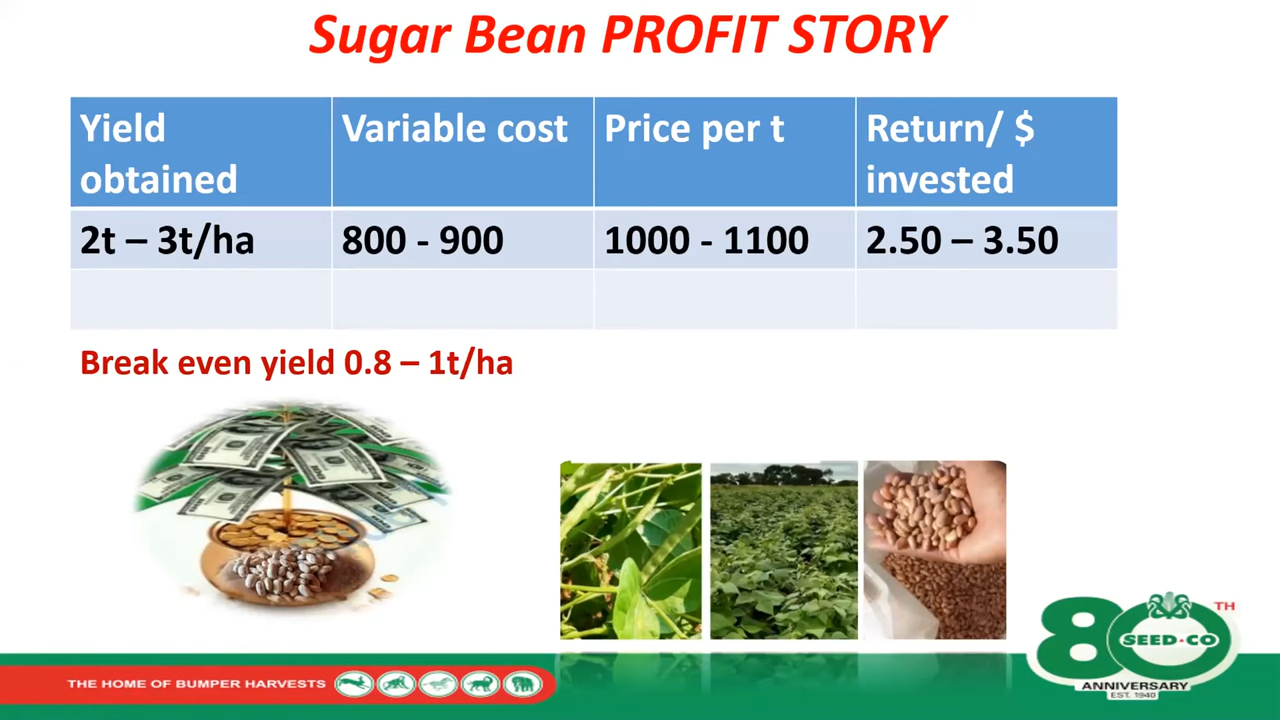 Sugar Bean PROFIT STORY
Yield obtained
Variable cost
Price per t
Return/ $ invested
2t – 3t/ha
800 - 900
1000 - 1100
2.50 – 3.50
Break even yield 0.8 – 1t/ha
THE HOME OF BUMPER HARVESTS
80TH
SEED·CO
ANNIVERSARY
EST. 1940